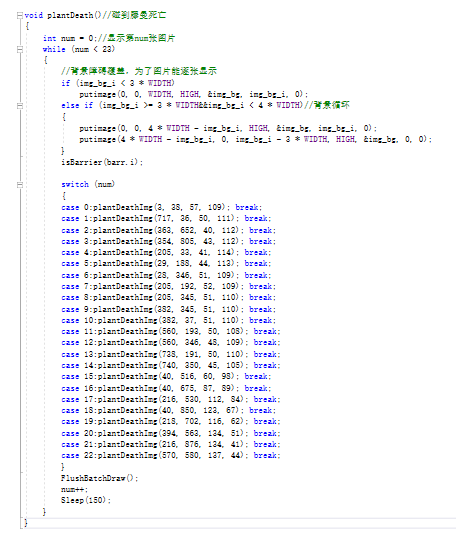 void plantDeath()//碰到藤蔓死亡
{
int num = 0;//显示第num张图片
while (num < 23)
{
//背景障碍覆盖，为了图片能逐张显示
if (img_bg_i < 3 * WIDTH)
putimage(0, 0, WIDTH, HIGH, &img_bg, img_bg_i, 0);
else if (img_bg_i >= 3 * WIDTH&&img_bg_i < 4 * WIDTH)//背景循环
{
putimage(0, 0, 4 * WIDTH - img_bg_i, HIGH, &img_bg, img_bg_i, 0);
putimage(4 * WIDTH - img_bg_i, 0, img_bg_i - 3 * WIDTH, HIGH, &img_bg, 0, 0);
}
isBarrier(barr.i);
switch (num)
{
case 0:plantDeathImg(3, 38, 57, 109); break;
case 1:plantDeathImg(717, 36, 50, 111); break;
case 2:plantDeathImg(363, 652, 40, 112); break;
case 3:plantDeathImg(354, 805, 43, 112); break;
case 4:plantDeathImg(205, 33, 41, 114); break;
case 5:plantDeathImg(29, 188, 44, 113); break;
case 6:plantDeathImg(28, 346, 51, 109); break;
case 7:plantDeathImg(205, 192, 52, 109); break;
case 8:plantDeathImg(205, 345, 51, 110); break;
case 9:plantDeathImg(382, 345, 51, 110); break;
case 10:plantDeathImg(382, 37, 51, 110); break;
case 11:plantDeathImg(560, 193, 50, 108); break;
case 12:plantDeathImg(560, 346, 48, 109); break;
case 13:plantDeathImg(738, 191, 50, 110); break;
case 14:plantDeathImg(740, 350, 45, 105); break;
case 15:plantDeathImg(40, 516, 60, 98); break;
case 16:plantDeathImg(40, 675, 87, 89); break;
case 17:plantDeathImg(216, 530, 112, 84); break;
case 18:plantDeathImg(40, 850, 123, 67); break;
case 19:plantDeathImg(218, 702, 116, 62); break;
case 20:plantDeathImg(394, 563, 134, 51); break;
case 21:plantDeathImg(216, 876, 134, 41); break;
case 22:plantDeathImg(570, 580, 137, 44); break;
}
FlushBatchDraw();
num++;
Sleep(150);
}
}